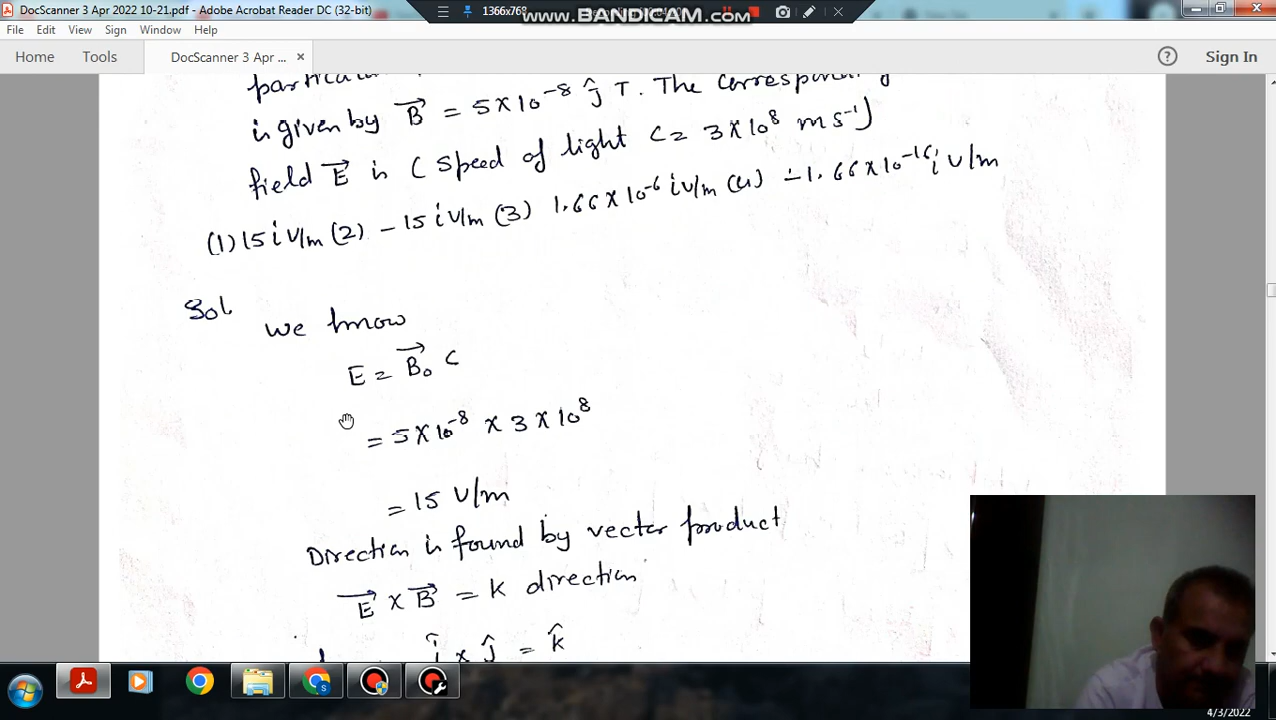 DocScanner 3 Apr 2022 10-21.pdf - Adobe Acrobat Reader DC (32-bit)
1366x768
www.BANDICAM.com
File Edit View Sign Window Help
Home Tools DocScanner 3 Apr ... × Sign In
is given by B⃗ = 5×10⁻⁸ ĵ T. The
field E⃗ is ( speed of light C = 3×10⁸ ms⁻¹)
(1) 15 i V/m (2) - 15 i V/m (3) 1.66×10⁻⁶ i V/m (4) -1.66×10⁻¹⁶ i V/m
Sol
we know
E = B⃗₀ C
= 5×10⁻⁸ × 3×10⁸
= 15 V/m
Direction is found by vector product
E⃗ × B⃗ = K direction
î × ĵ = k̂
4/3/2022